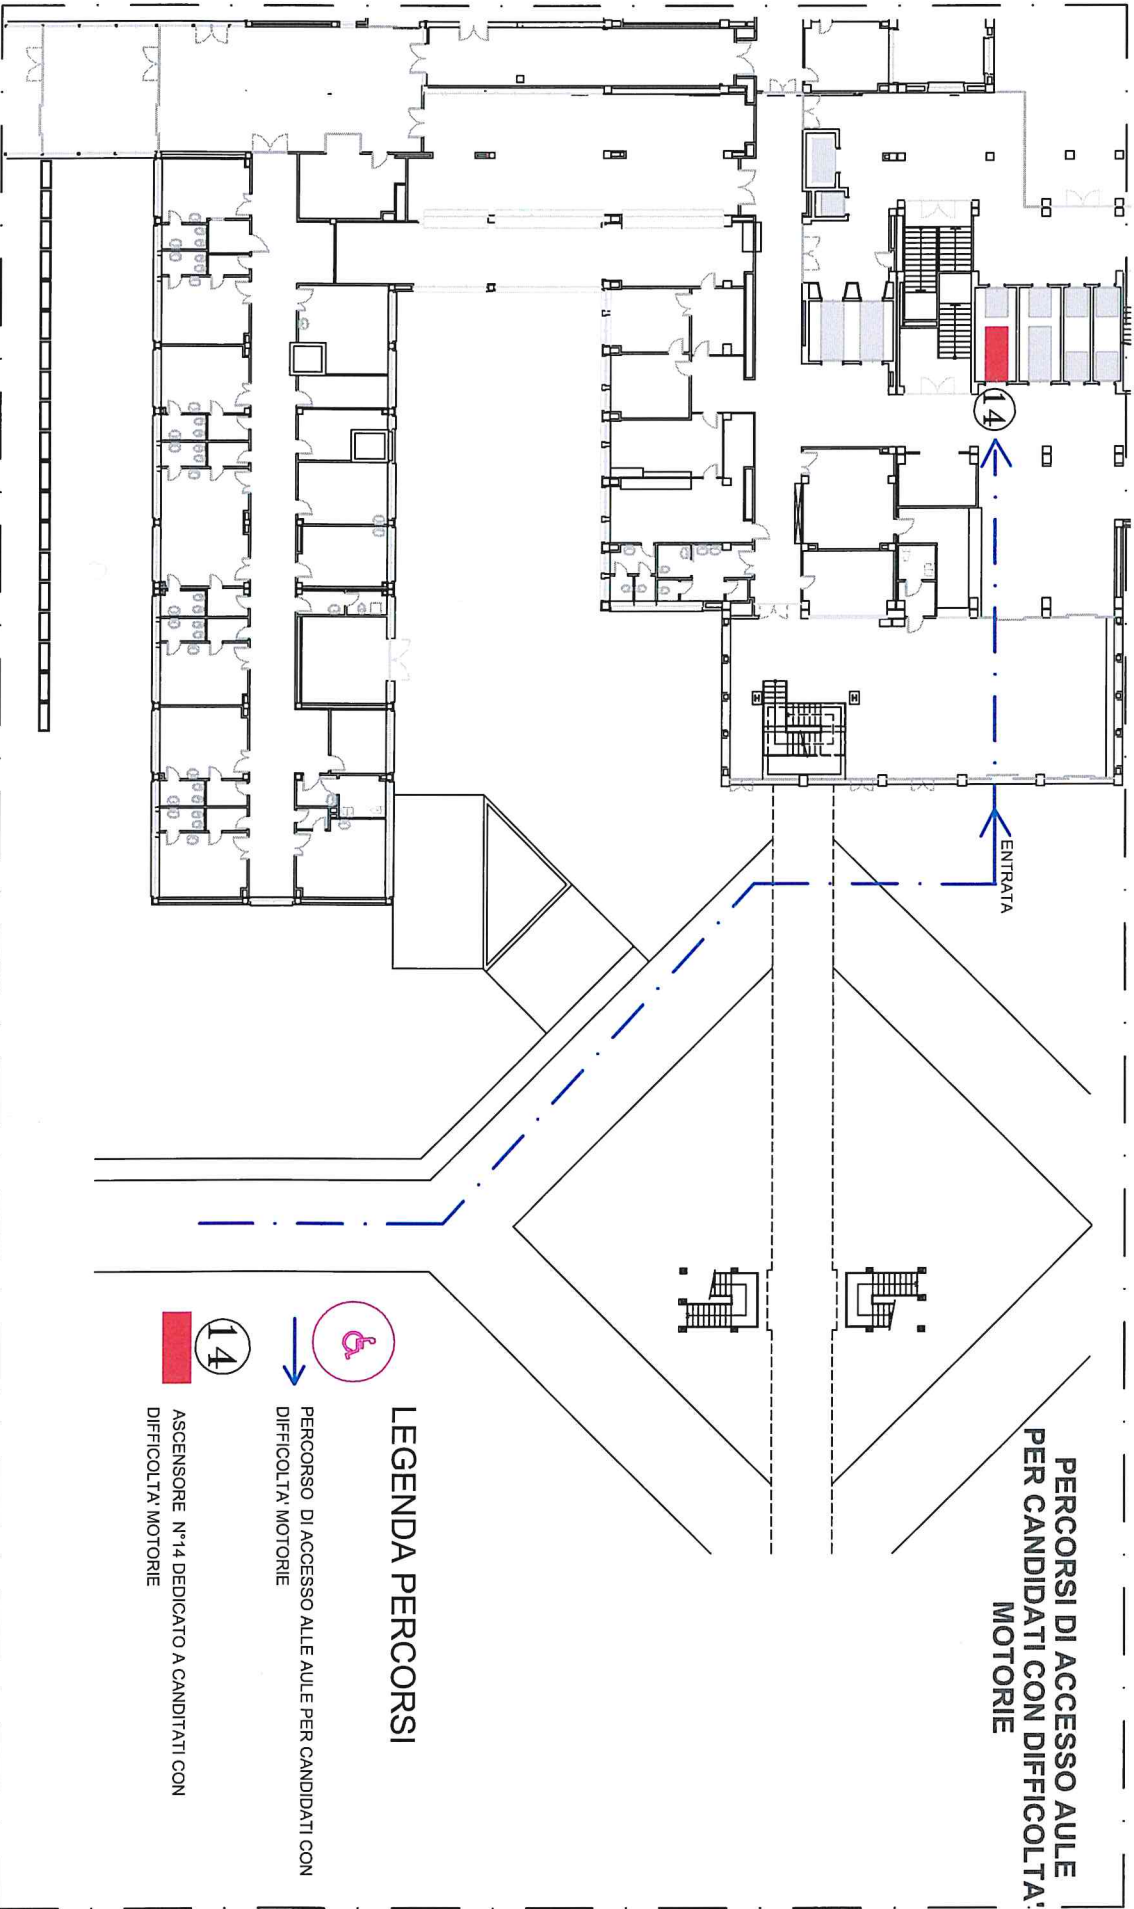 PERCORSI DI ACCESSO AULE
PER CANDIDATI CON DIFFICOLTA'
MOTORIE
ENTRATA
14
LEGENDA PERCORSI
PERCORSO DI ACCESSO ALLE AULE PER CANDIDATI CON
DIFFICOLTA' MOTORIE
14
ASCENSORE N°14 DEDICATO A CANDITATI CON
DIFFICOLTA' MOTORIE
A
H
H